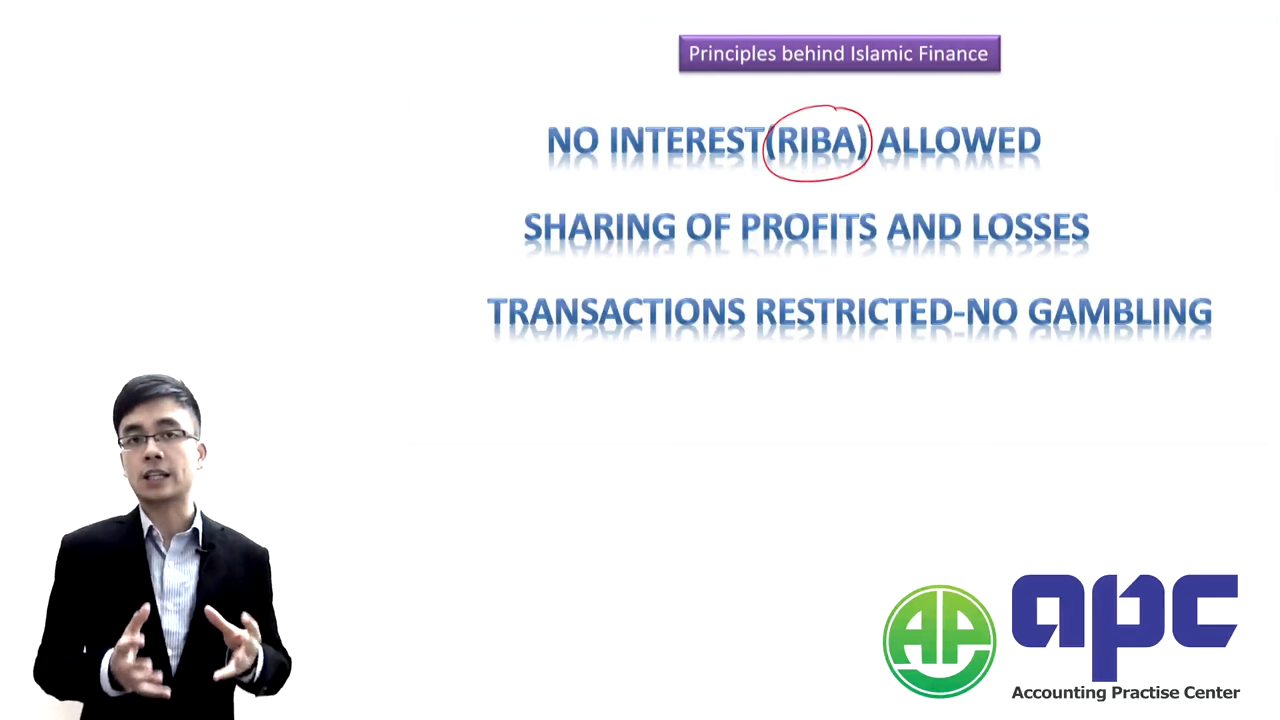 Principles behind Islamic Finance
NO INTEREST(RIBA) ALLOWED
SHARING OF PROFITS AND LOSSES
TRANSACTIONS RESTRICTED-NO GAMBLING
AP
apc
Accounting Practise Center